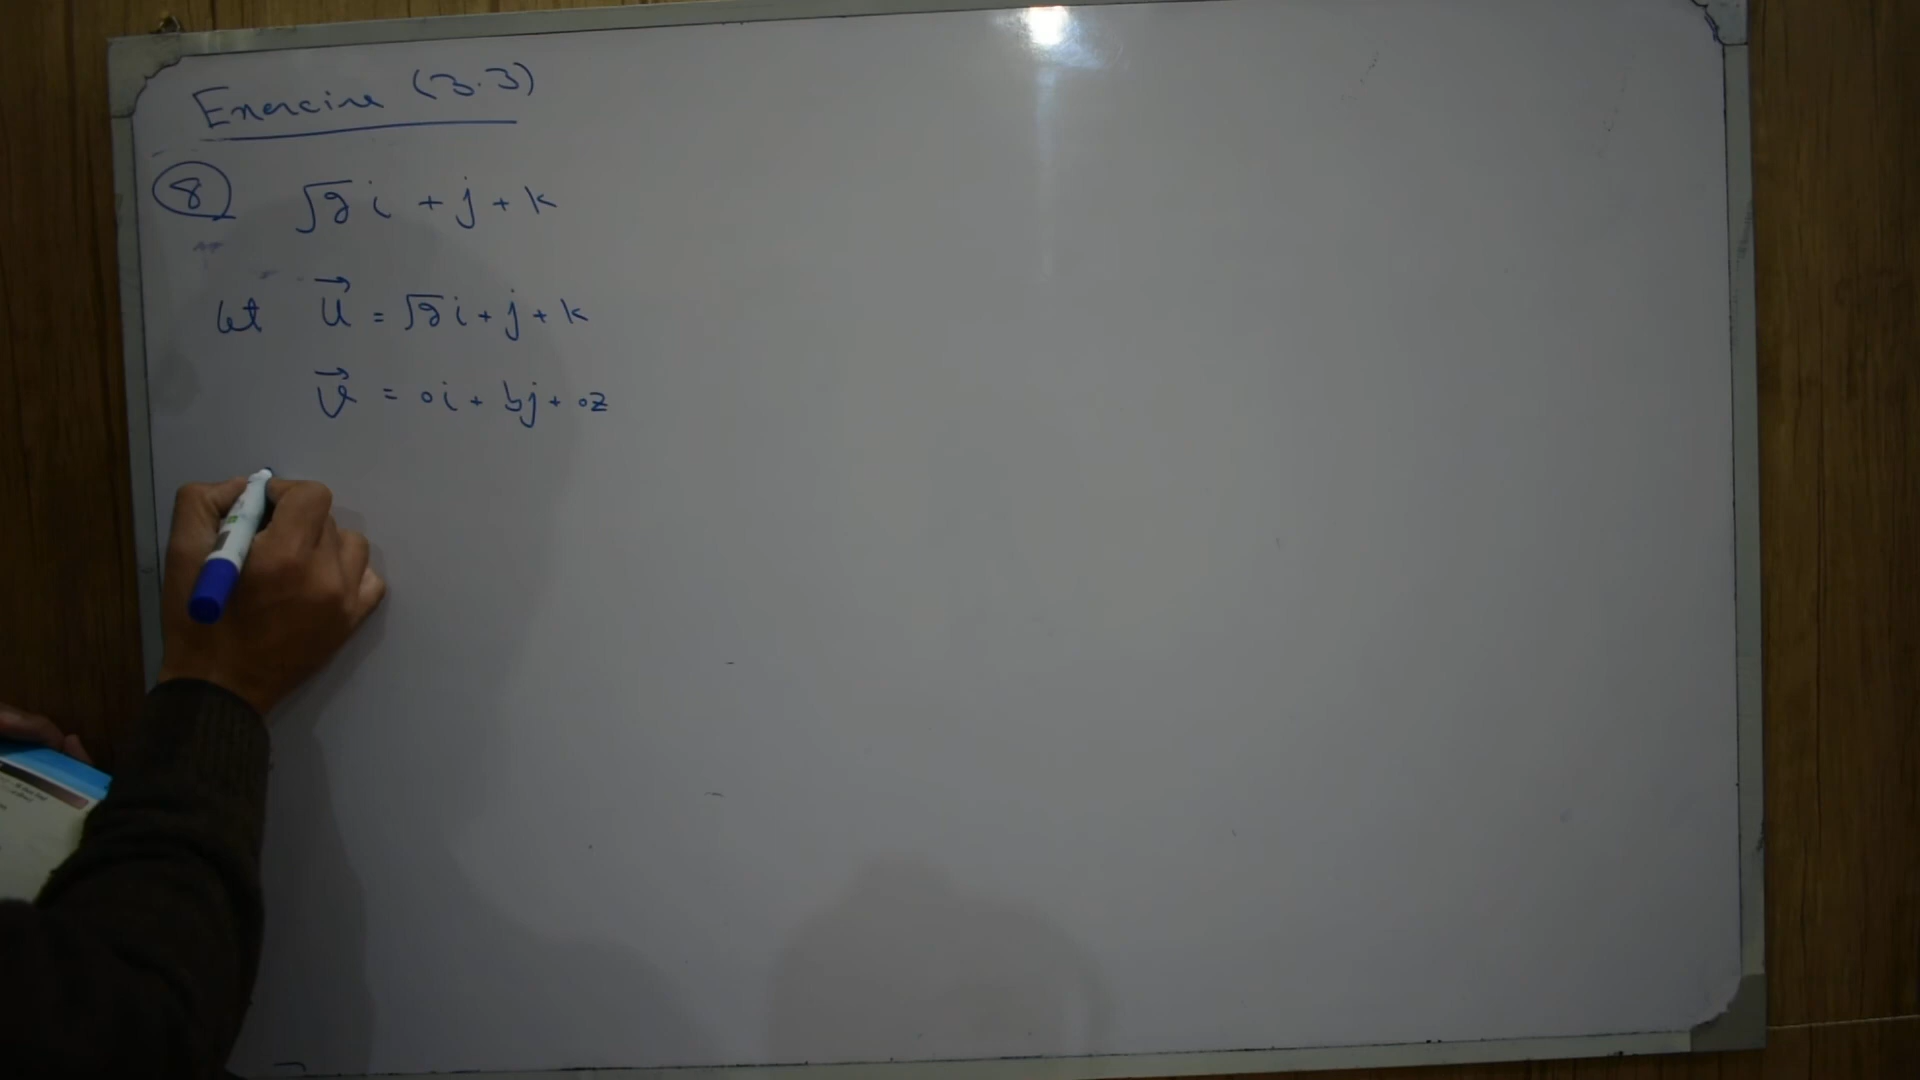 Exercise (3.3)
8 √2 i + j + k
let u⃗ = √2 i + j + k
v⃗ = 0i + bj + 0z